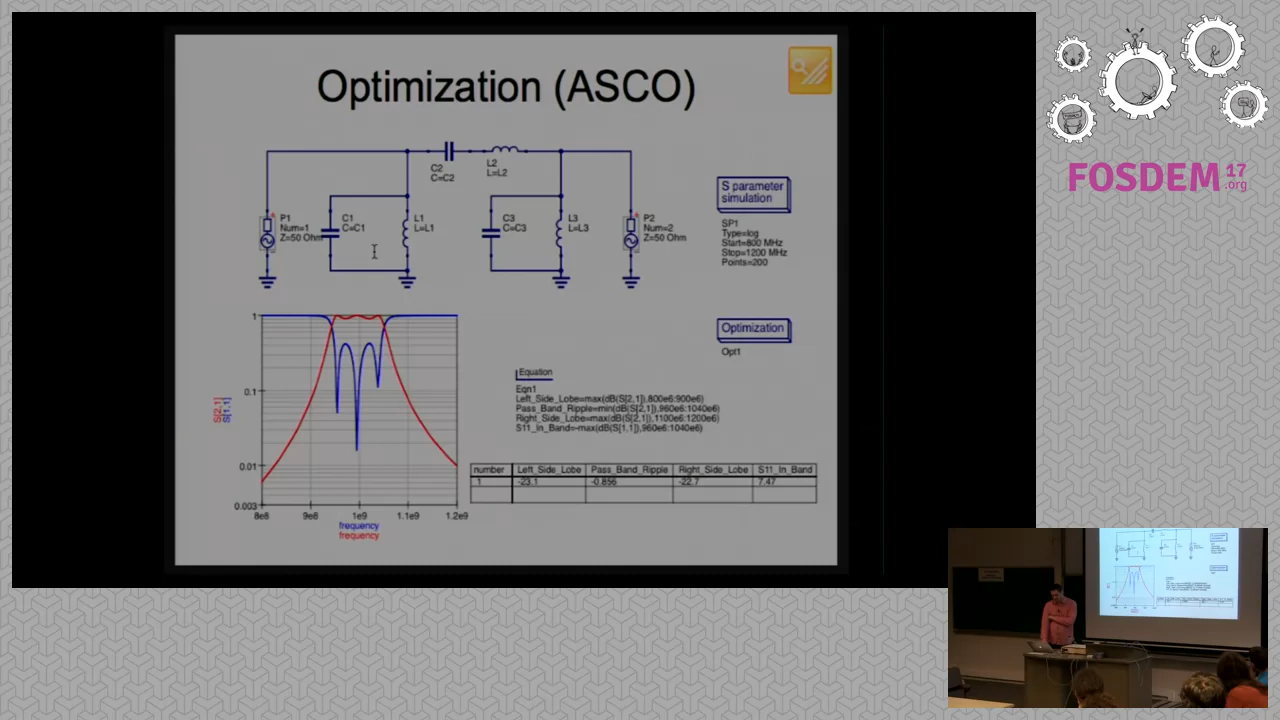 Optimization (ASCO)
C2
C=C2
L2
L=L2
P1
Num=1
Z=50 Ohm
C1
C=C1
L1
L=L1
C3
C=C3
L3
L=L3
P2
Num=2
Z=50 Ohm
S parameter
simulation
SP1
Type=log
Start=800 MHz
Stop=1200 MHz
Points=200
Optimization
Opt1
Equation
Eqn1
Left_Side_Lobe=max(dB(S[2,1]),800e6:900e6)
Pass_Band_Ripple=min(dB(S[2,1]),960e6:1040e6)
Right_Side_Lobe=max(dB(S[2,1]),1100e6:1200e6)
S11_In_Band=-max(dB(S[1,1]),960e6:1040e6)
number Left_Side_Lobe Pass_Band_Ripple Right_Side_Lobe S11_In_Band
1 -23.1 -0.856 -22.7 7.47
1
0.1
0.01
0.003
S[2,1]
S[1,1]
8e8 9e8 1e9 1.1e9 1.2e9
frequency
frequency
FOSDEM 17
.org